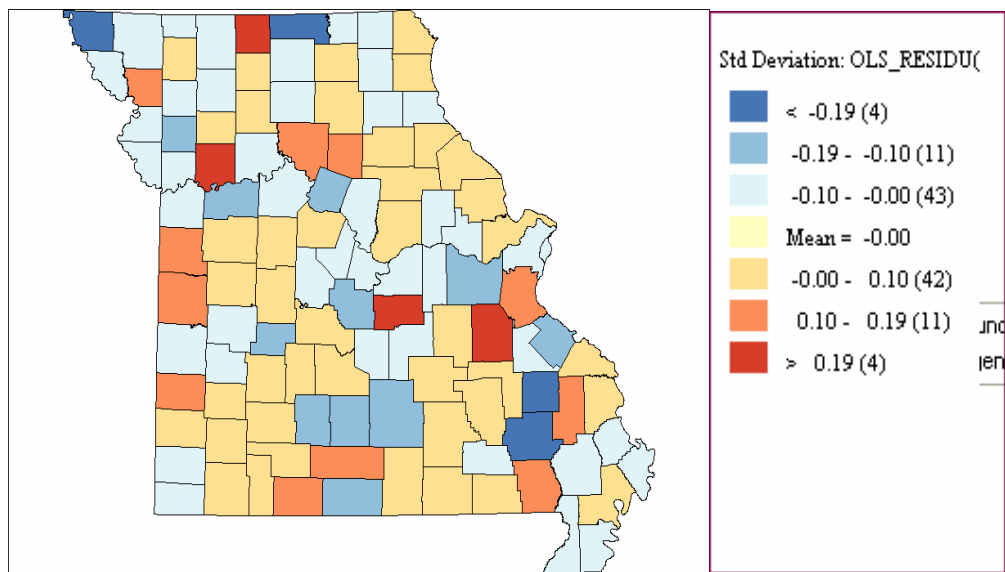 Std Deviation: OLS_RESIDU(
< -0.19 (4)
-0.19 - -0.10 (11)
-0.10 - -0.00 (43)
Mean = -0.00
-0.00 - 0.10 (42)
0.10 - 0.19 (11)
> 0.19 (4)